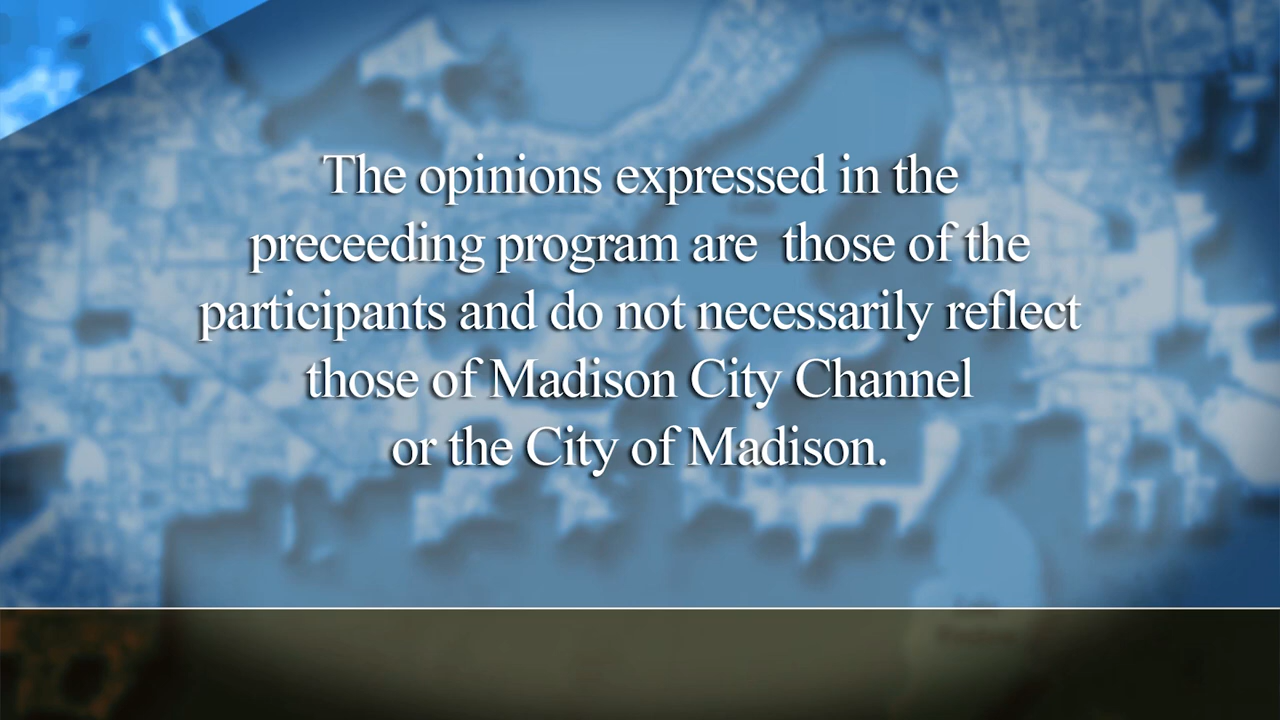 The opinions expressed in the
preceeding program are  those of the
participants and do not necessarily reflect
those of Madison City Channel
or the City of Madison.